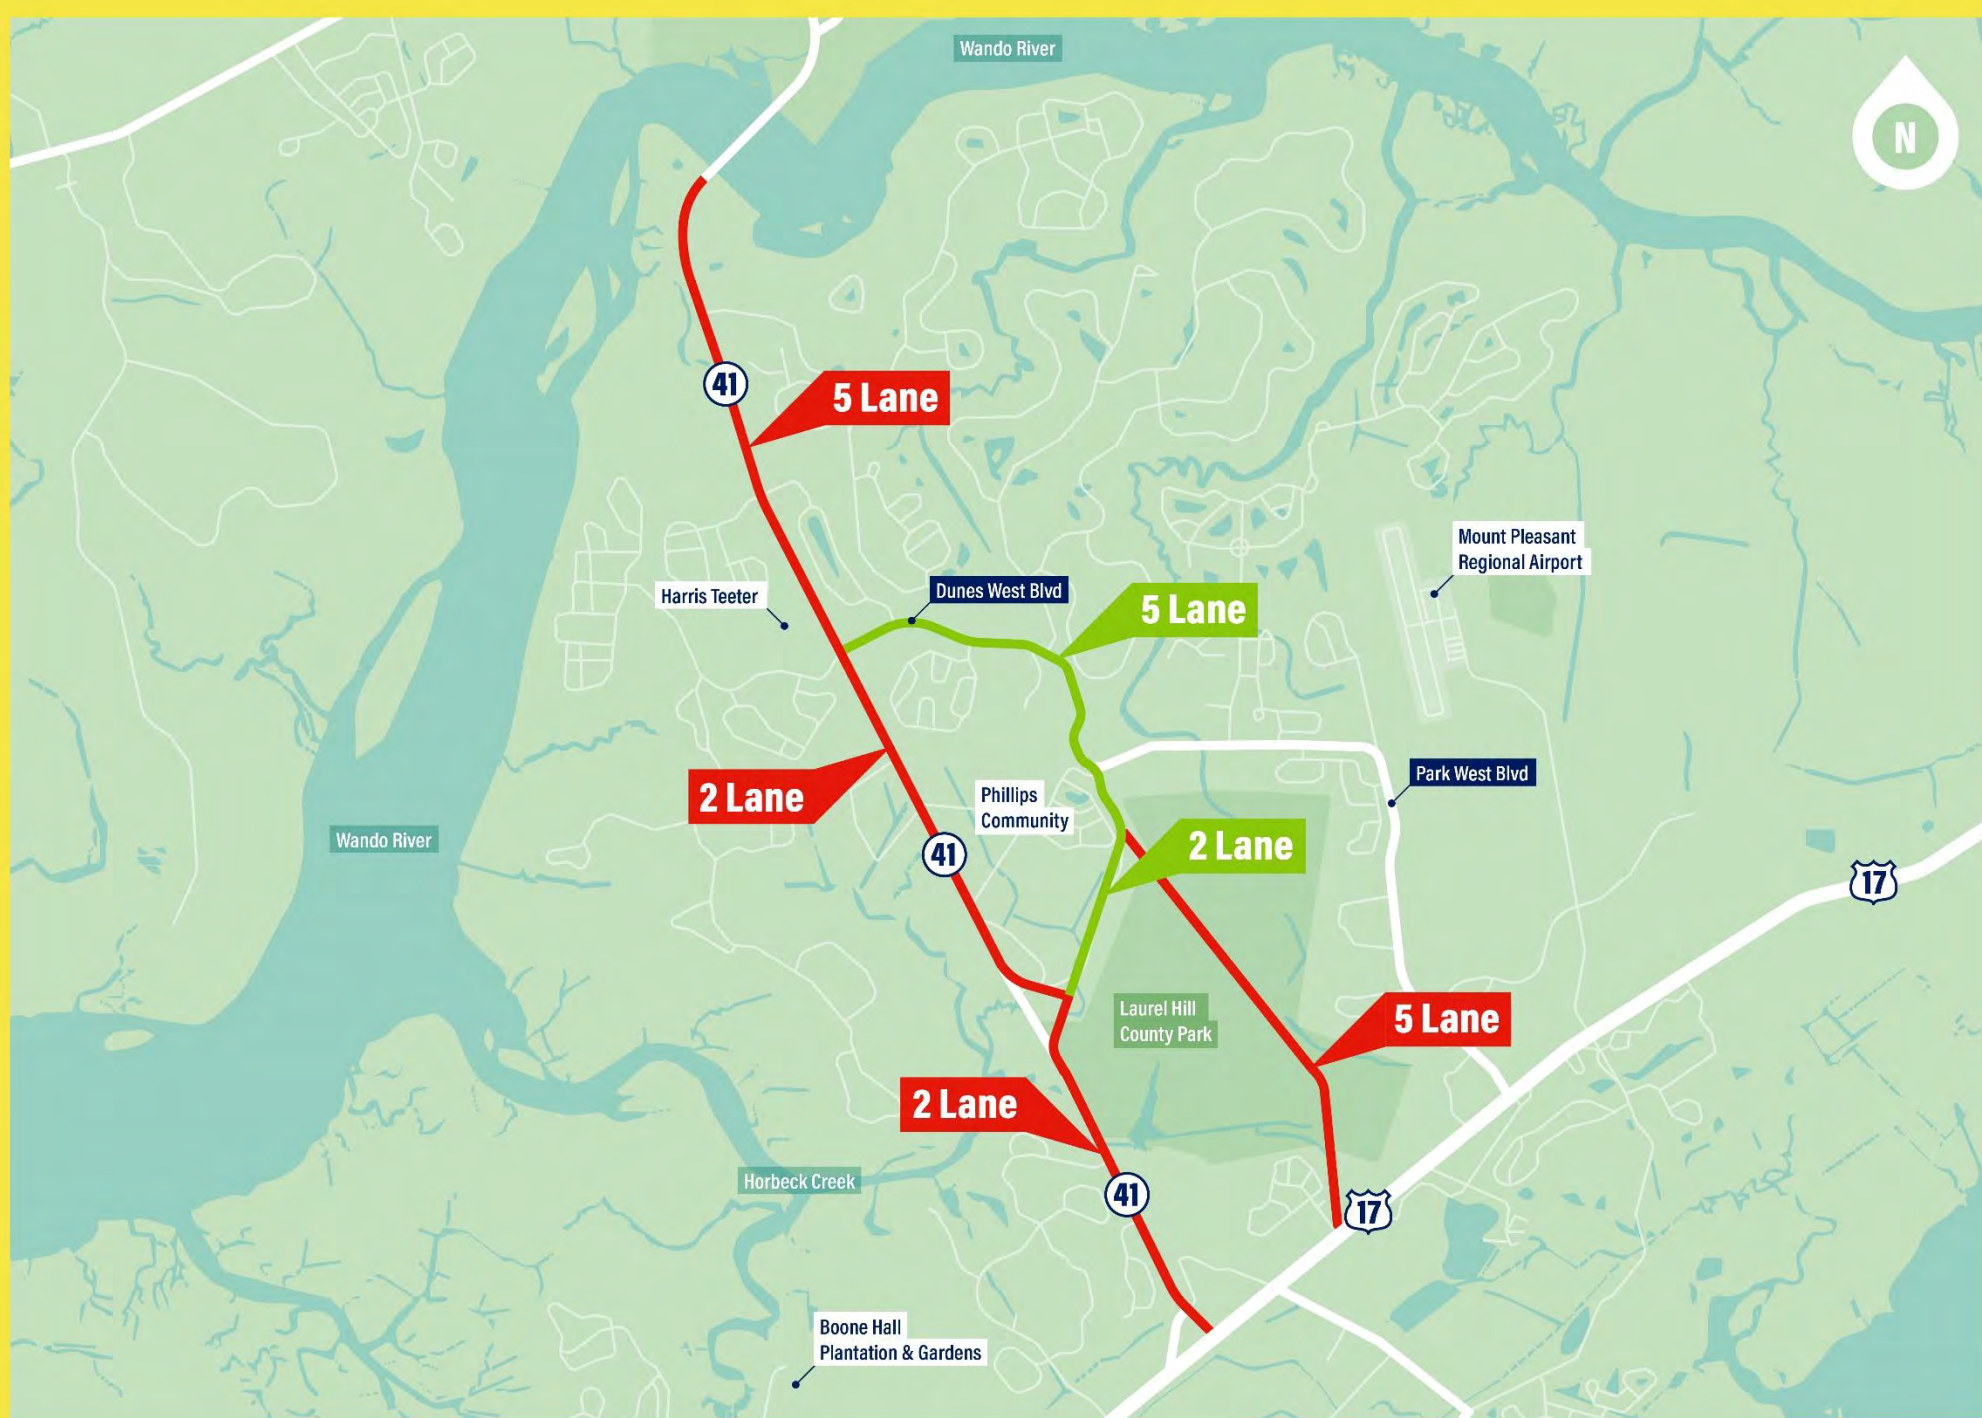 Wando River
N
41
5 Lane
Mount Pleasant
Regional Airport
Harris Teeter
Dunes West Blvd
5 Lane
Park West Blvd
2 Lane
Phillips
Community
Wando River
41
2 Lane
17
Laurel Hill
County Park
5 Lane
2 Lane
Horbeck Creek
41
17
Boone Hall
Plantation & Gardens